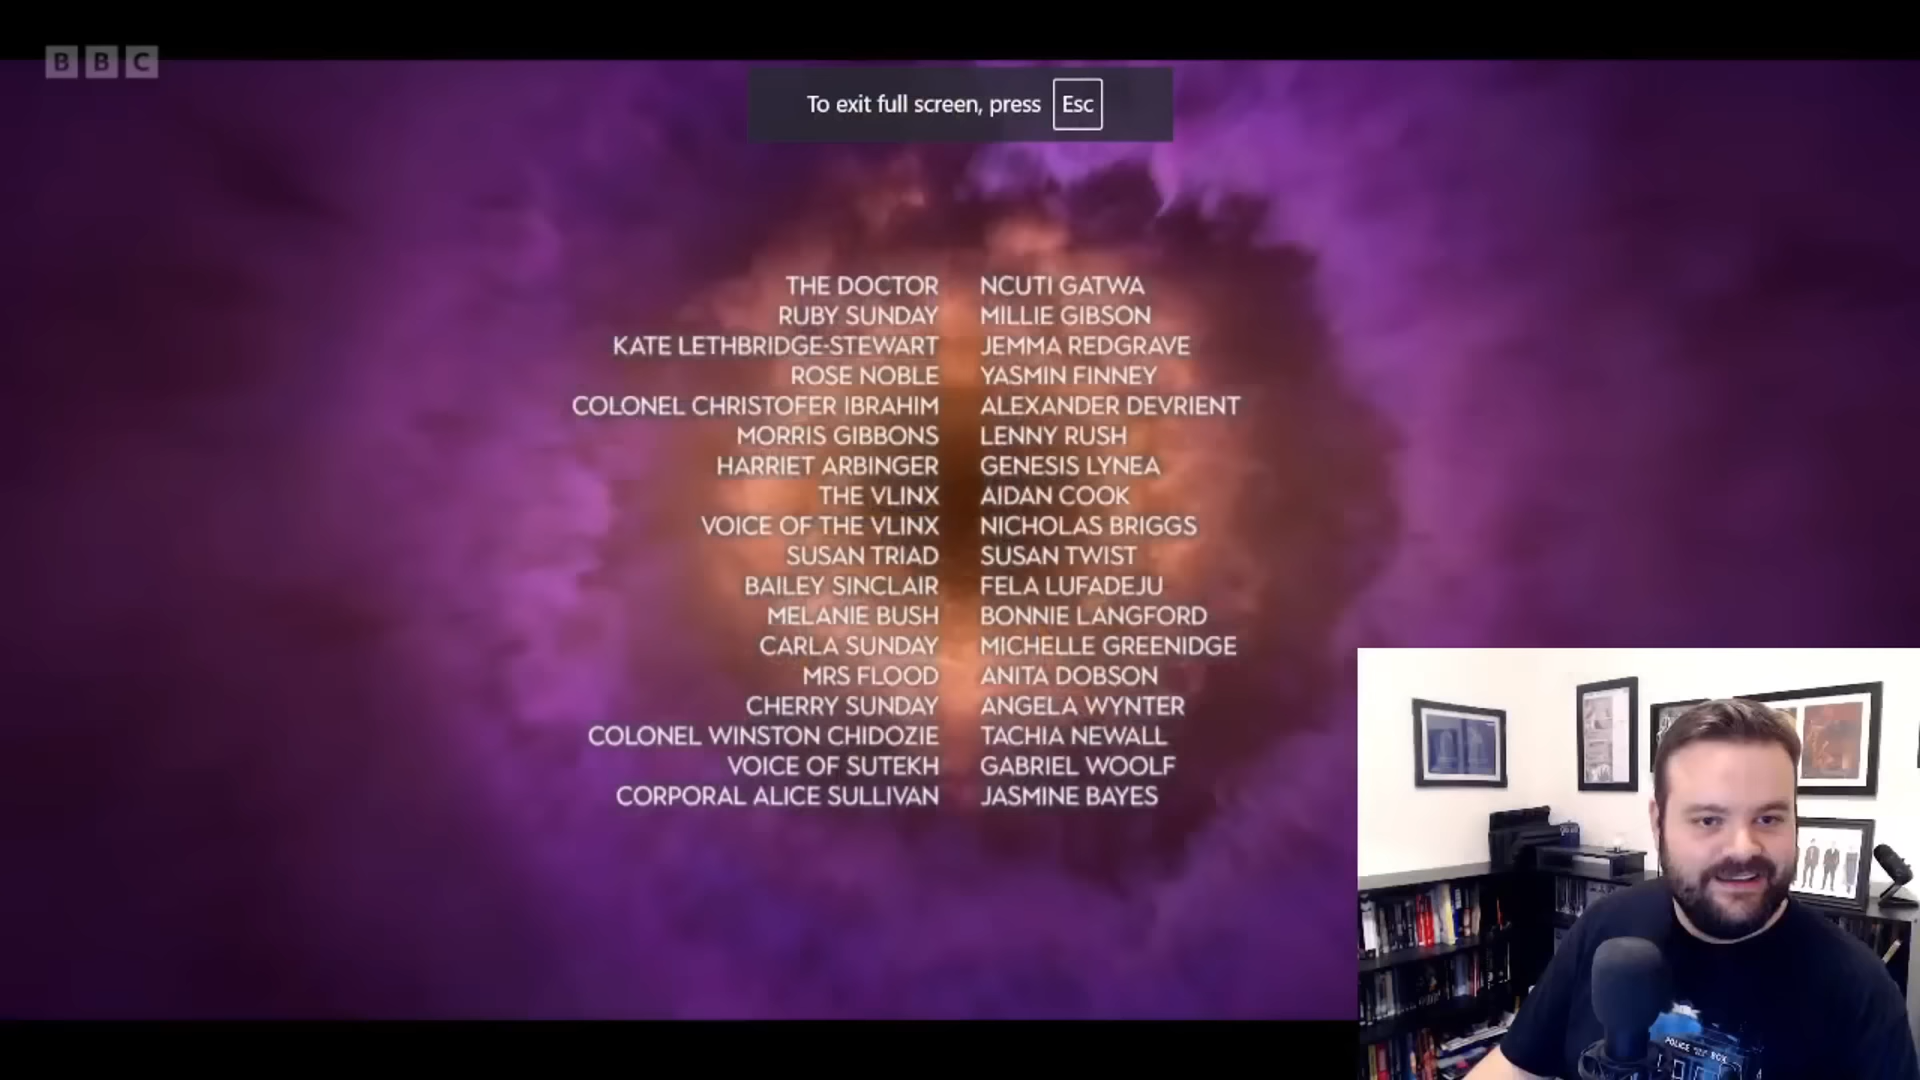 BBC
To exit full screen, press Esc
THE DOCTOR NCUTI GATWA
RUBY SUNDAY MILLIE GIBSON
KATE LETHBRIDGE-STEWART JEMMA REDGRAVE
ROSE NOBLE YASMIN FINNEY
COLONEL CHRISTOFER IBRAHIM ALEXANDER DEVRIENT
MORRIS GIBBONS LENNY RUSH
HARRIET ARBINGER GENESIS LYNEA
THE VLINX AIDAN COOK
VOICE OF THE VLINX NICHOLAS BRIGGS
SUSAN TRIAD SUSAN TWIST
BAILEY SINCLAIR FELA LUFADEJU
MELANIE BUSH BONNIE LANGFORD
CARLA SUNDAY MICHELLE GREENIDGE
MRS FLOOD ANITA DOBSON
CHERRY SUNDAY ANGELA WYNTER
COLONEL WINSTON CHIDOZIE TACHIA NEWALL
VOICE OF SUTEKH GABRIEL WOOLF
CORPORAL ALICE SULLIVAN JASMINE BAYES
POLICE BOX